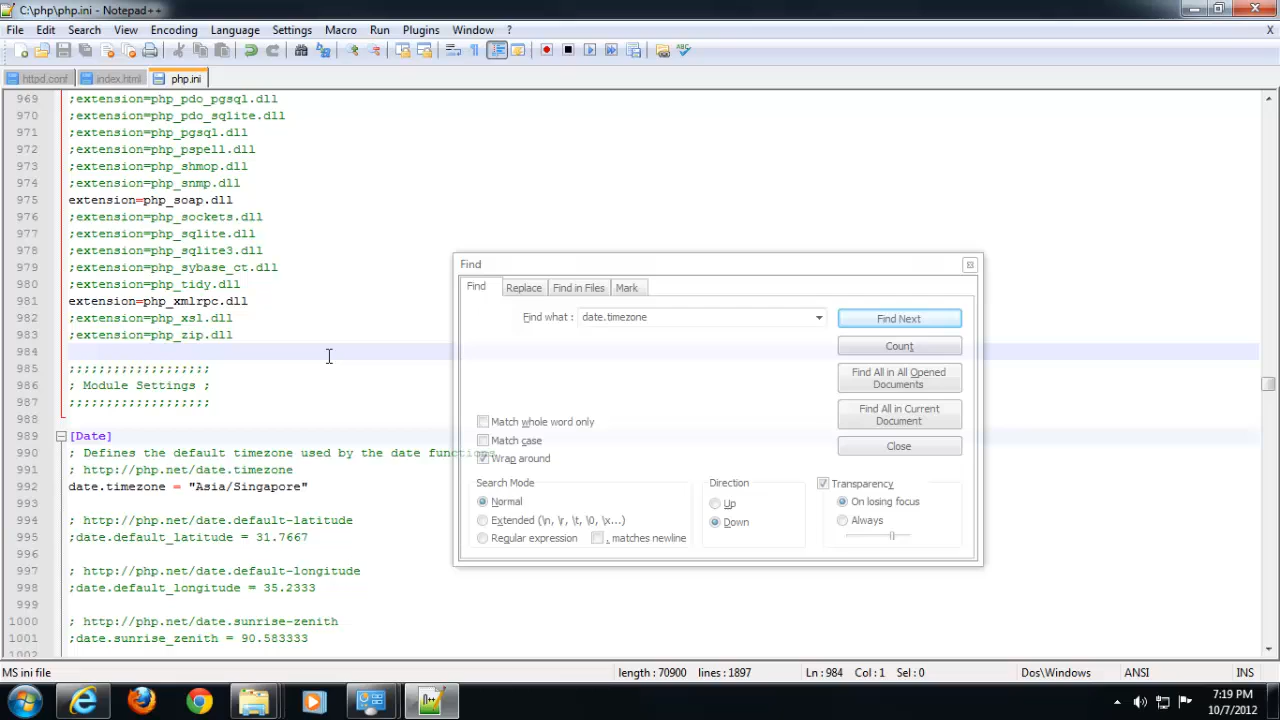 C:\php\php.ini - Notepad++
File Edit Search View Encoding Language Settings Macro Run Plugins Window ? X
httpd.conf index.html php.ini
969 ;extension=php_pdo_pgsql.dll
970 ;extension=php_pdo_sqlite.dll
971 ;extension=php_pgsql.dll
972 ;extension=php_pspell.dll
973 ;extension=php_shmop.dll
974 ;extension=php_snmp.dll
975 extension=php_soap.dll
976 ;extension=php_sockets.dll
977 ;extension=php_sqlite.dll
978 ;extension=php_sqlite3.dll
979 ;extension=php_sybase_ct.dll
980 ;extension=php_tidy.dll
981 extension=php_xmlrpc.dll
982 ;extension=php_xsl.dll
983 ;extension=php_zip.dll
984
985 ;;;;;;;;;;;;;;;;;;;
986 ; Module Settings ;
987 ;;;;;;;;;;;;;;;;;;;
988
989 [Date]
990 ; Defines the default timezone used by the date functions
991 ; http://php.net/date.timezone
992 date.timezone = "Asia/Singapore"
993
994 ; http://php.net/date.default-latitude
995 ;date.default_latitude = 31.7667
996
997 ; http://php.net/date.default-longitude
998 ;date.default_longitude = 35.2333
999
1000 ; http://php.net/date.sunrise-zenith
1001 ;date.sunrise_zenith = 90.583333
1002
Find
Find Replace Find in Files Mark
Find what : date.timezone
Find Next
Count
Find All in All Opened Documents
Find All in Current Document
Close
Match whole word only
Match case
Wrap around
Search Mode
Normal
Extended (\n, \r, \t, \0, \x...)
Regular expression . matches newline
Direction
Up
Down
Transparency
On losing focus
Always
MS ini file length : 70900 lines : 1897 Ln : 984 Col : 1 Sel : 0 Dos\Windows ANSI INS
7:19 PM
10/7/2012